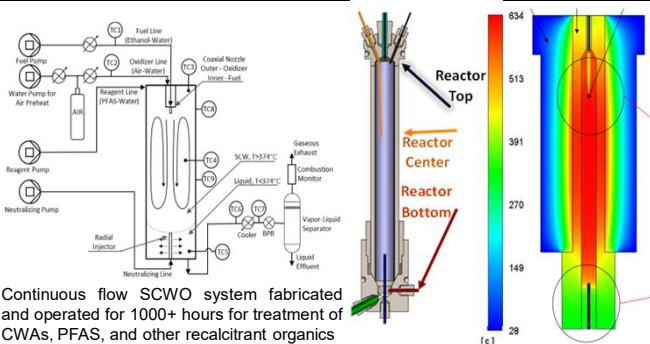 TC1
Fuel Line
(Ethanol-Water)
Fuel Pump
TC2
Oxidizer Line
(Air-Water)
TC3
Coaxial Nozzle
Outer - Oxidizer
Inner - Fuel
Water Pump for
Air Preheat
Reagent Line
(PFAS-Water)
AIR
TC8
Reagent Pump
TC4
TC9
SCW, T>374°C
Liquid, T<374°C
Gaseous
Exhaust
Combustion
Monitor
Neutralizing Pump
TC6
TC7
Cooler
BPR
Vapor-Liquid
Separator
Radial
Injector
TC5
Neutralizing Line
Liquid
Effluent
Continuous flow SCWO system fabricated
and operated for 1000+ hours for treatment of
CWAs, PFAS, and other recalcitrant organics
Reactor
Top
Reactor
Center
Reactor
Bottom
634
513
391
270
149
28
[c]